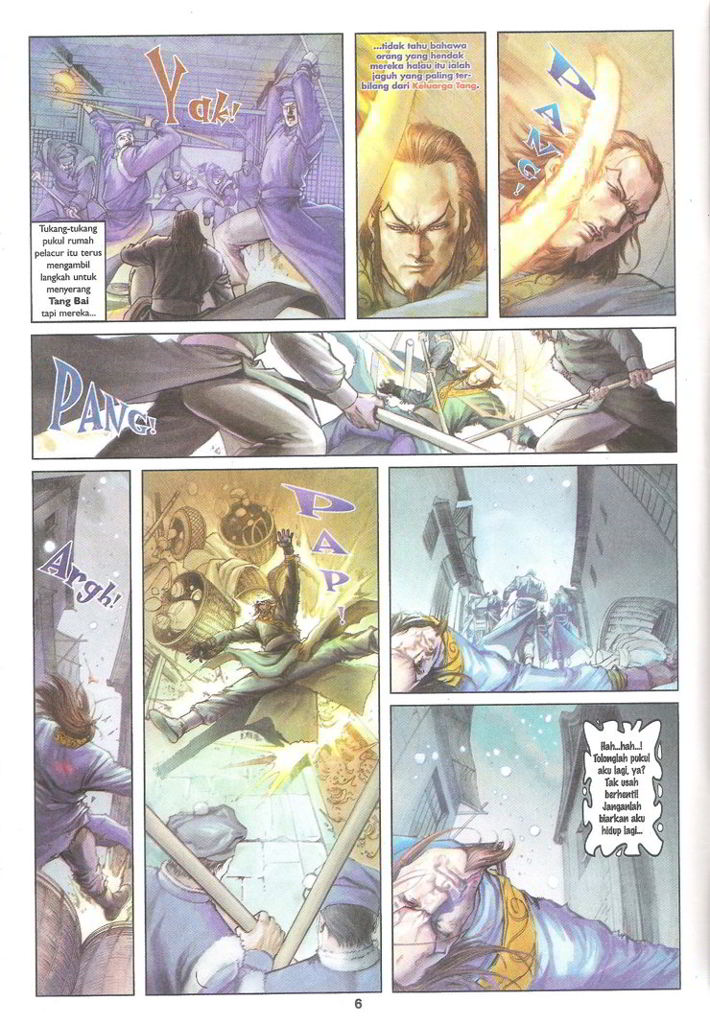 Yak!
Tukang-tukang
pukul rumah
pelacur itu terus
mengambil
langkah untuk
menyerang
Tang Bai
tapi mereka...
...tidak tahu bahawa
orang yang hendak
mereka halau itu ialah
jaguh yang paling ter-
bilang dari Keluarga Tang.
PANG!
PANG!
Argh!
PAP!
Hah...hah...!
Tolonglah pukul
aku lagi, ya?
Tak usah
berhenti!
Janganlah
biarkan aku
hidup lagi...
6